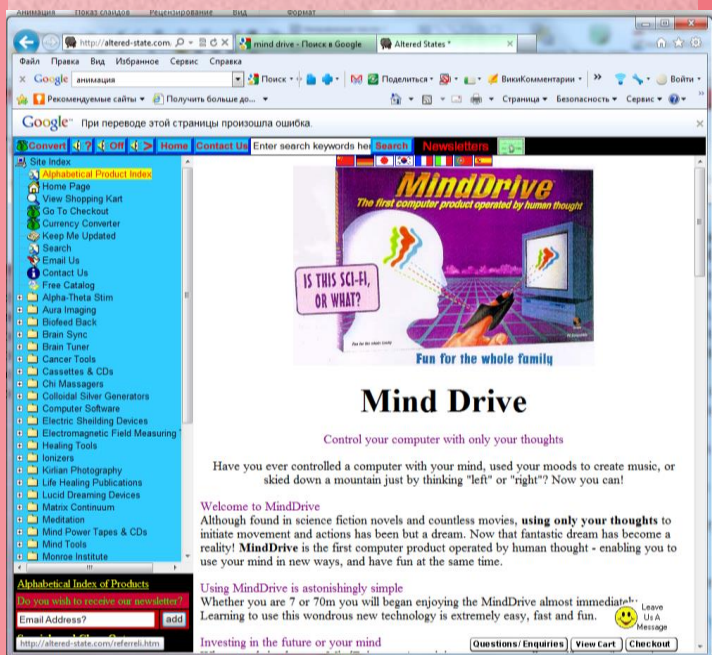 Анимация Показ слайдов Рецензирование Вид Формат
http://altered-state.com,
mind drive - Поиск в Google
Altered States *
Файл Правка Вид Избранное Сервис Справка
Google анимация Поиск Поделиться ВикиКомментарии Войти
Рекомендуемые сайты Получить больше до... Страница Безопасность Сервис
Google™ При переводе этой страницы произошла ошибка.
Convert ? Off > Home Contact Us Enter search keywords her Search Newsletters
Site Index
Alphabetical Product Index
Home Page
View Shopping Kart
Go To Checkout
Currency Converter
Keep Me Updated
Search
Email Us
Contact Us
Free Catalog
Alpha-Theta Stim
Aura Imaging
Biofeed Back
Brain Sync
Brain Tuner
Cancer Tools
Cassettes & CDs
Chi Massagers
Colloidal Silver Generators
Computer Software
Electric Sheilding Devices
Electromagnetic Field Measuring
Healing Tools
Ionizers
Kirlian Photography
Life Healing Publications
Lucid Dreaming Devices
Matrix Continuum
Meditation
Mind Power Tapes & CDs
Mind Tools
Monroe Institute
Alphabetical Index of Products
Do you wish to receive our newsletter?
Email Address? add
http://altered-state.com/referreli.htm
MindDrive
The first computer product operated by human thought
IS THIS SCI-FI,
OR WHAT?
Fun for the whole family
Mind Drive
Control your computer with only your thoughts
Have you ever controlled a computer with your mind, used your moods to create music, or
skied down a mountain just by thinking "left" or "right"? Now you can!
Welcome to MindDrive
Although found in science fiction novels and countless movies, using only your thoughts to
initiate movement and actions has been but a dream. Now that fantastic dream has become a
reality! MindDrive is the first computer product operated by human thought - enabling you to
use your mind in new ways, and have fun at the same time.
Using MindDrive is astonishingly simple
Whether you are 7 or 70m you will began enjoying the MindDrive almost immediately.
Learning to use this wondrous new technology is extremely easy, fast and fun.
Leave
Us A
Message
Investing in the future or your mind
Questions/Enquiries View Cart Checkout